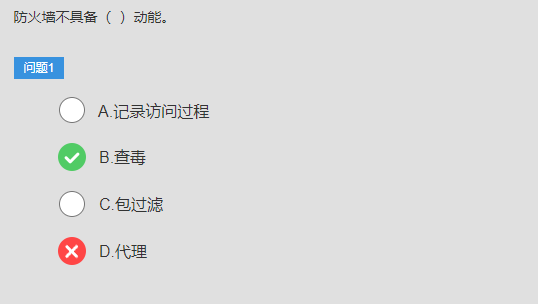 防火墙不具备（ ）动能。
问题1
A.记录访问过程
B.查毒
C.包过滤
D.代理